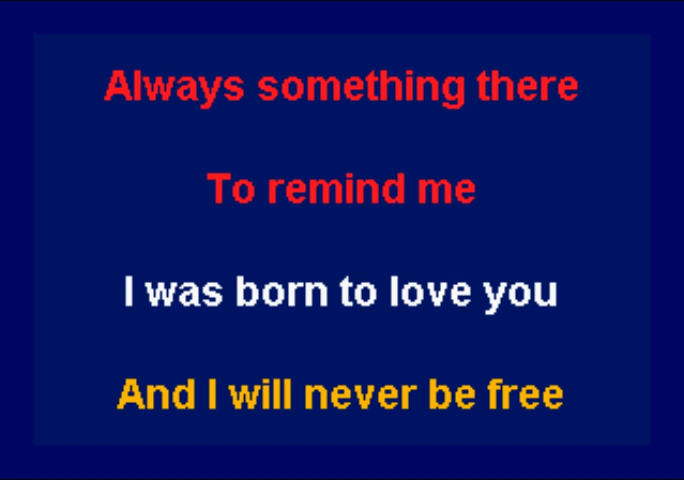 Always something there
To remind me
I was born to love you
And I will never be free